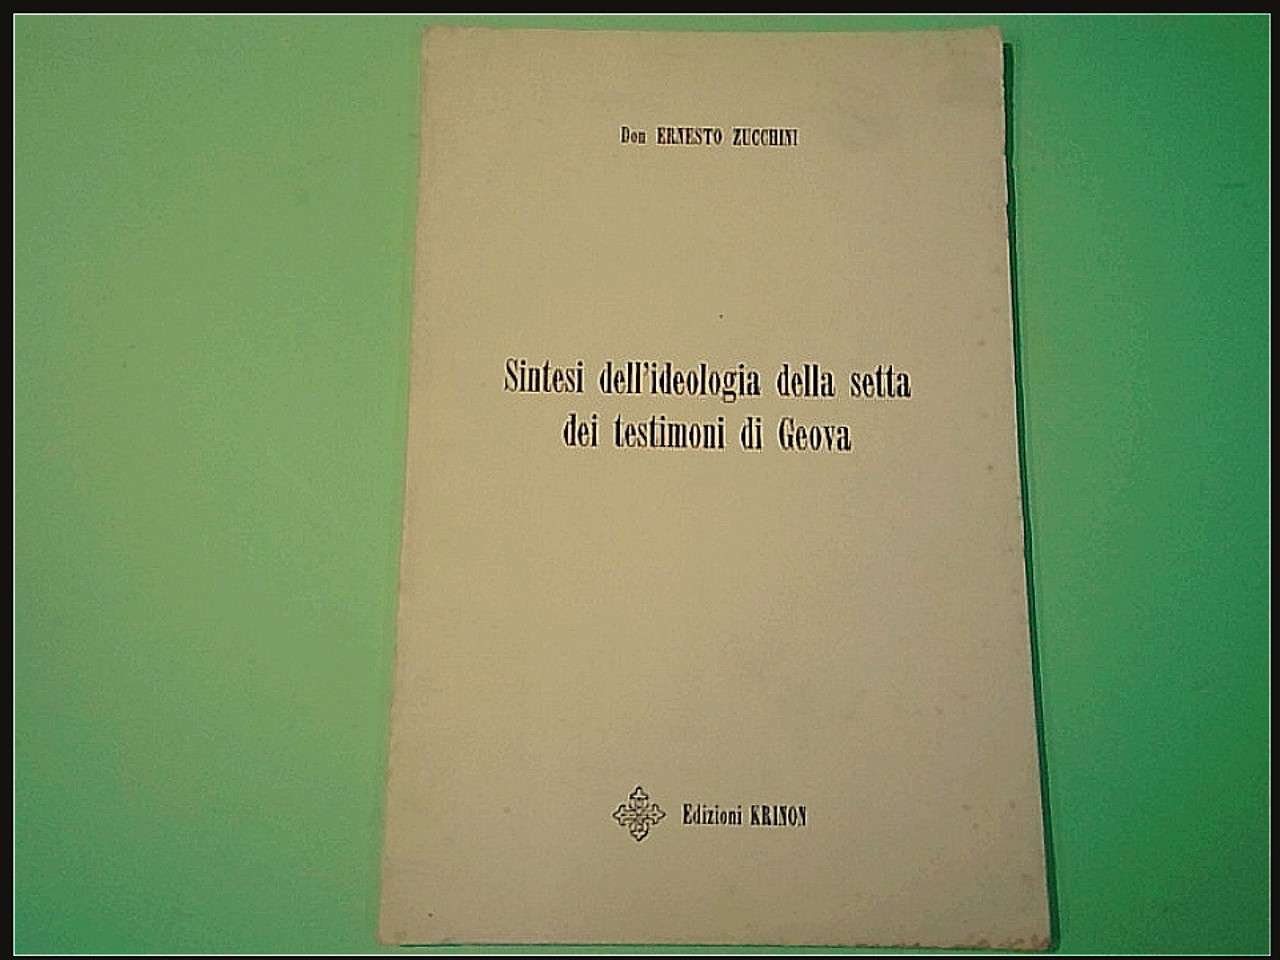 Don ERNESTO ZUCCHINI
Sintesi dell'ideologia della setta
dei testimoni di Geova
Edizioni KRINON